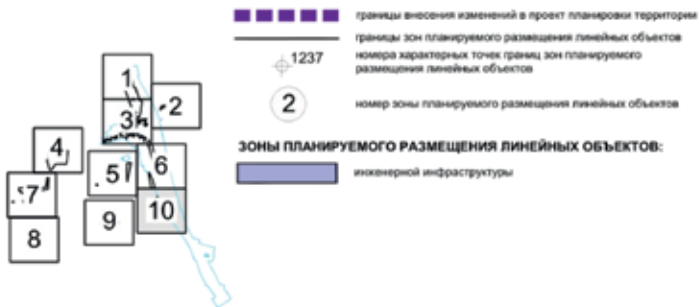 границы внесения изменений в проект планировки территории
границы зон планируемого размещения линейных объектов
1237
номера характерных точек границ зон планируемого
размещения линейных объектов
2
номер зоны планируемого размещения линейных объектов
ЗОНЫ ПЛАНИРУЕМОГО РАЗМЕЩЕНИЯ ЛИНЕЙНЫХ ОБЪЕКТОВ:
инженерной инфраструктуры
1
2
3
4
5
6
7
8
9
10